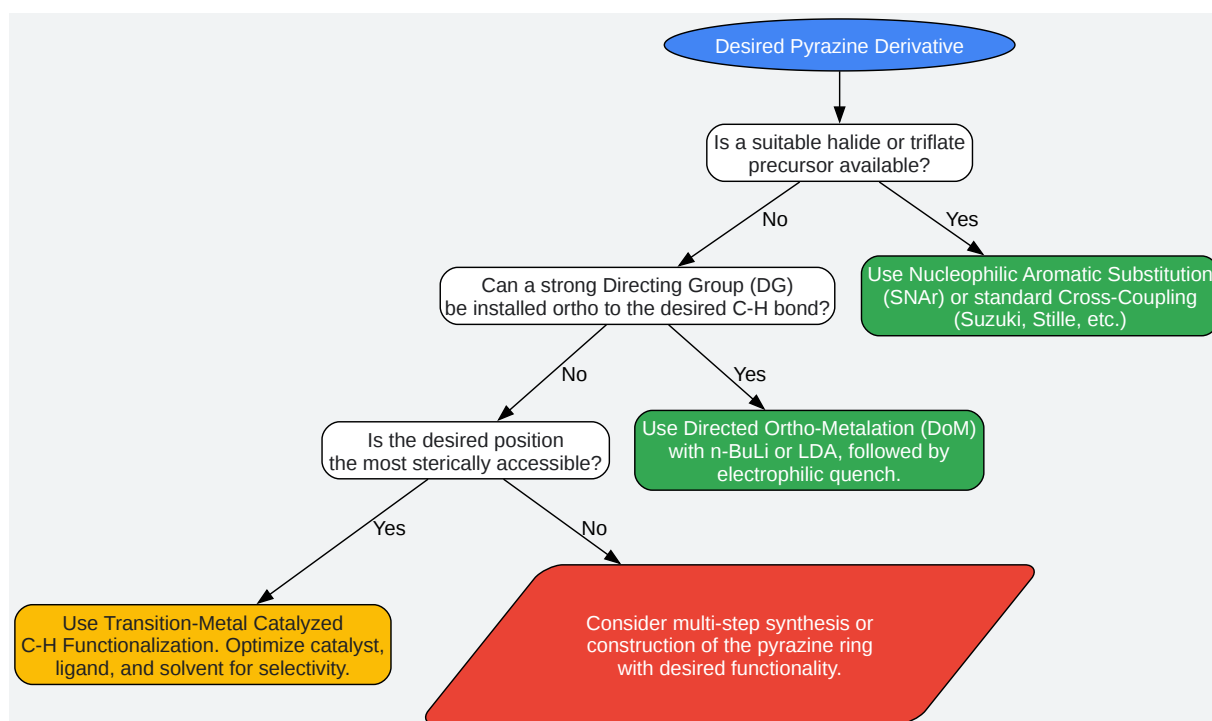 Desired Pyrazine Derivative
Is a suitable halide or triflate
precursor available?
No
Yes
Can a strong Directing Group (DG)
be installed ortho to the desired C-H bond?
Use Nucleophilic Aromatic Substitution
(SNAr) or standard Cross-Coupling
(Suzuki, Stille, etc.)
No
Yes
Is the desired position
the most sterically accessible?
Use Directed Ortho-Metalation (DoM)
with n-BuLi or LDA, followed by
electrophilic quench.
Yes
No
Use Transition-Metal Catalyzed
C-H Functionalization. Optimize catalyst,
ligand, and solvent for selectivity.
Consider multi-step synthesis or
construction of the pyrazine ring
with desired functionality.